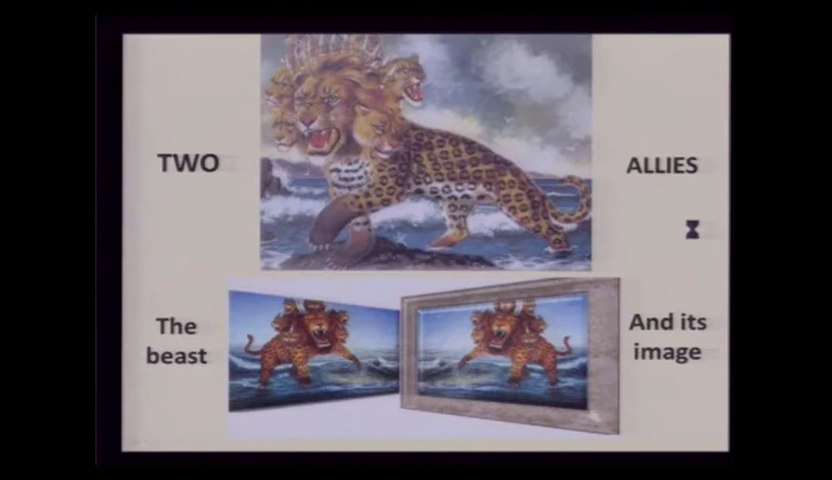 TWO
ALLIES
The
beast
And its
image